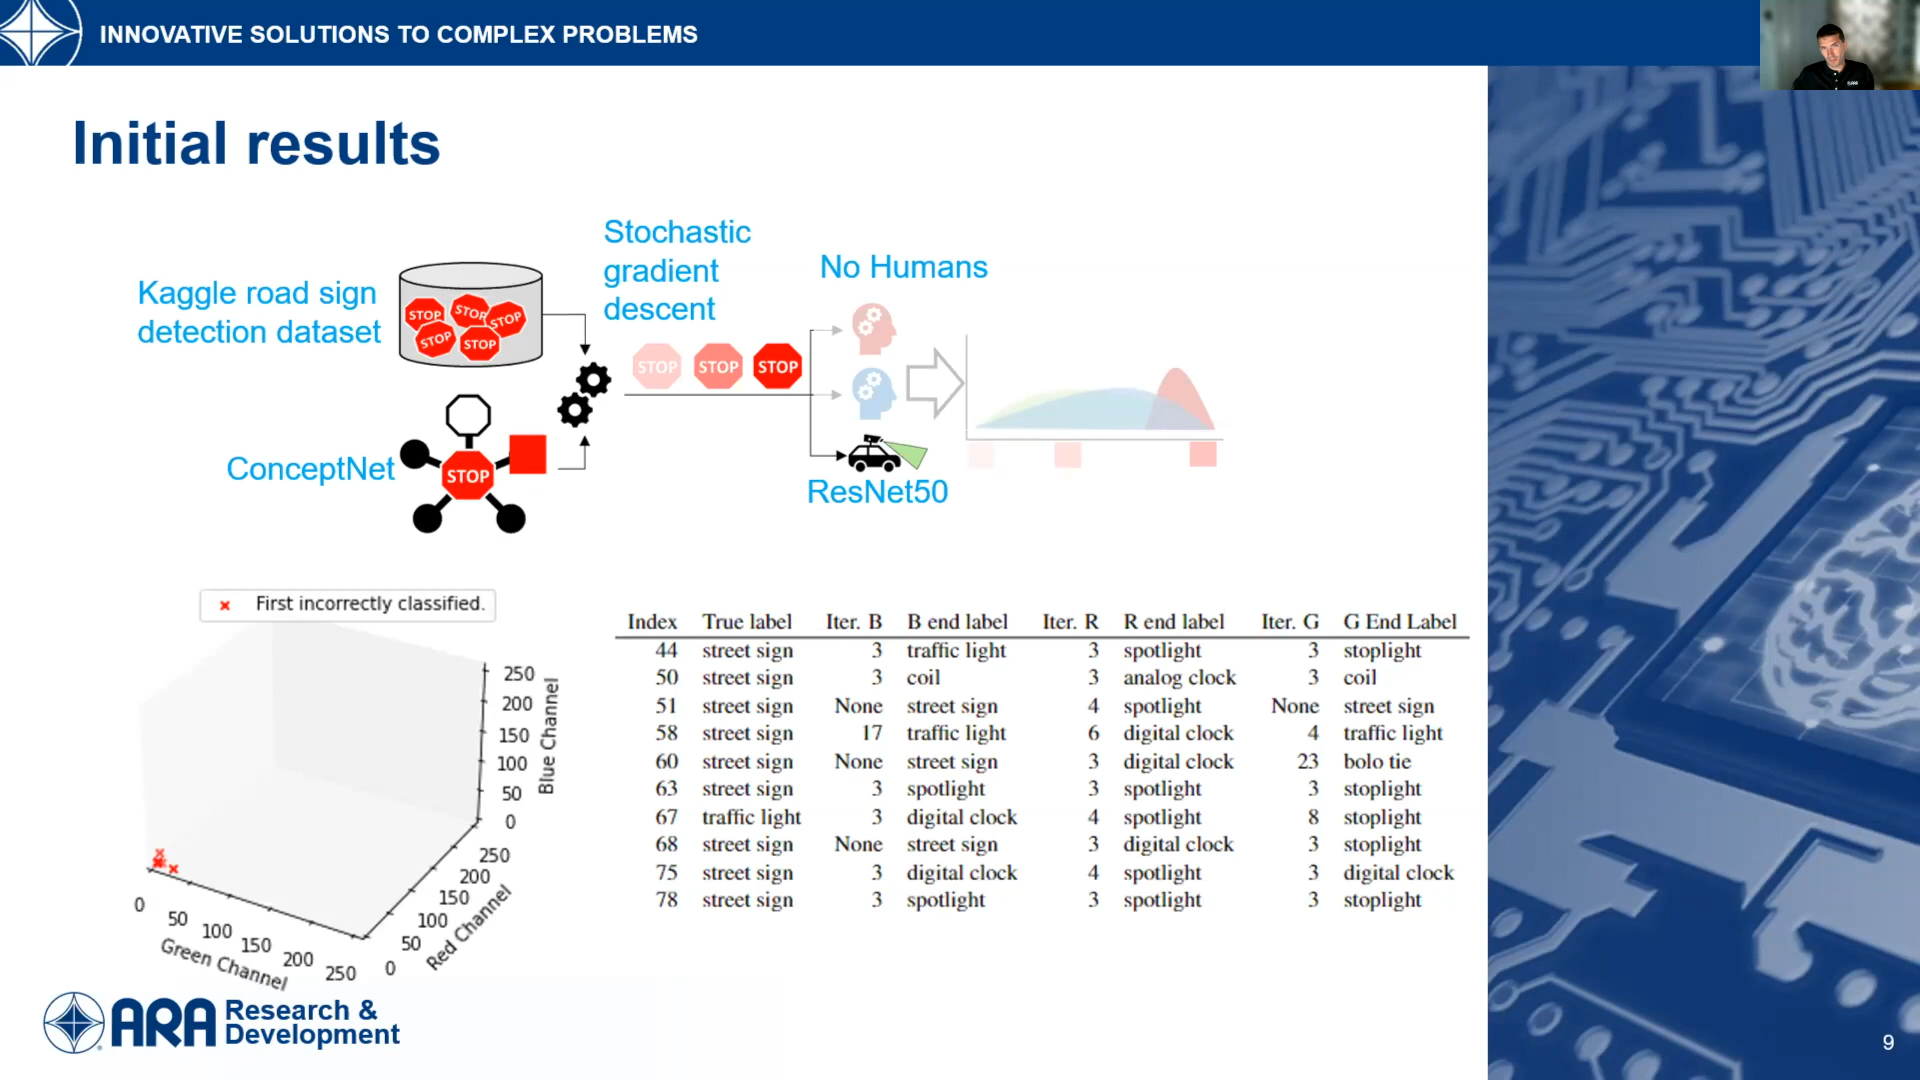 INNOVATIVE SOLUTIONS TO COMPLEX PROBLEMS
Initial results
Kaggle road sign
detection dataset
STOP STOP STOP
STOP STOP
Stochastic
gradient
descent
No Humans
STOP STOP STOP
ConceptNet
STOP
ResNet50
First incorrectly classified.
250
200
150
100
50
0
Blue Channel
250
200
150
100
50
0
Red Channel
0
50
100
150
200
250
Green Channel
Index True label Iter. B B end label Iter. R R end label Iter. G G End Label
44 street sign 3 traffic light 3 spotlight 3 stoplight
50 street sign 3 coil 3 analog clock 3 coil
51 street sign None street sign 4 spotlight None street sign
58 street sign 17 traffic light 6 digital clock 4 traffic light
60 street sign None street sign 3 digital clock 23 bolo tie
63 street sign 3 spotlight 3 spotlight 3 stoplight
67 traffic light 3 digital clock 4 spotlight 8 stoplight
68 street sign None street sign 3 digital clock 3 stoplight
75 street sign 3 digital clock 4 spotlight 3 digital clock
78 street sign 3 spotlight 3 spotlight 3 stoplight
ARA Research &
Development
9